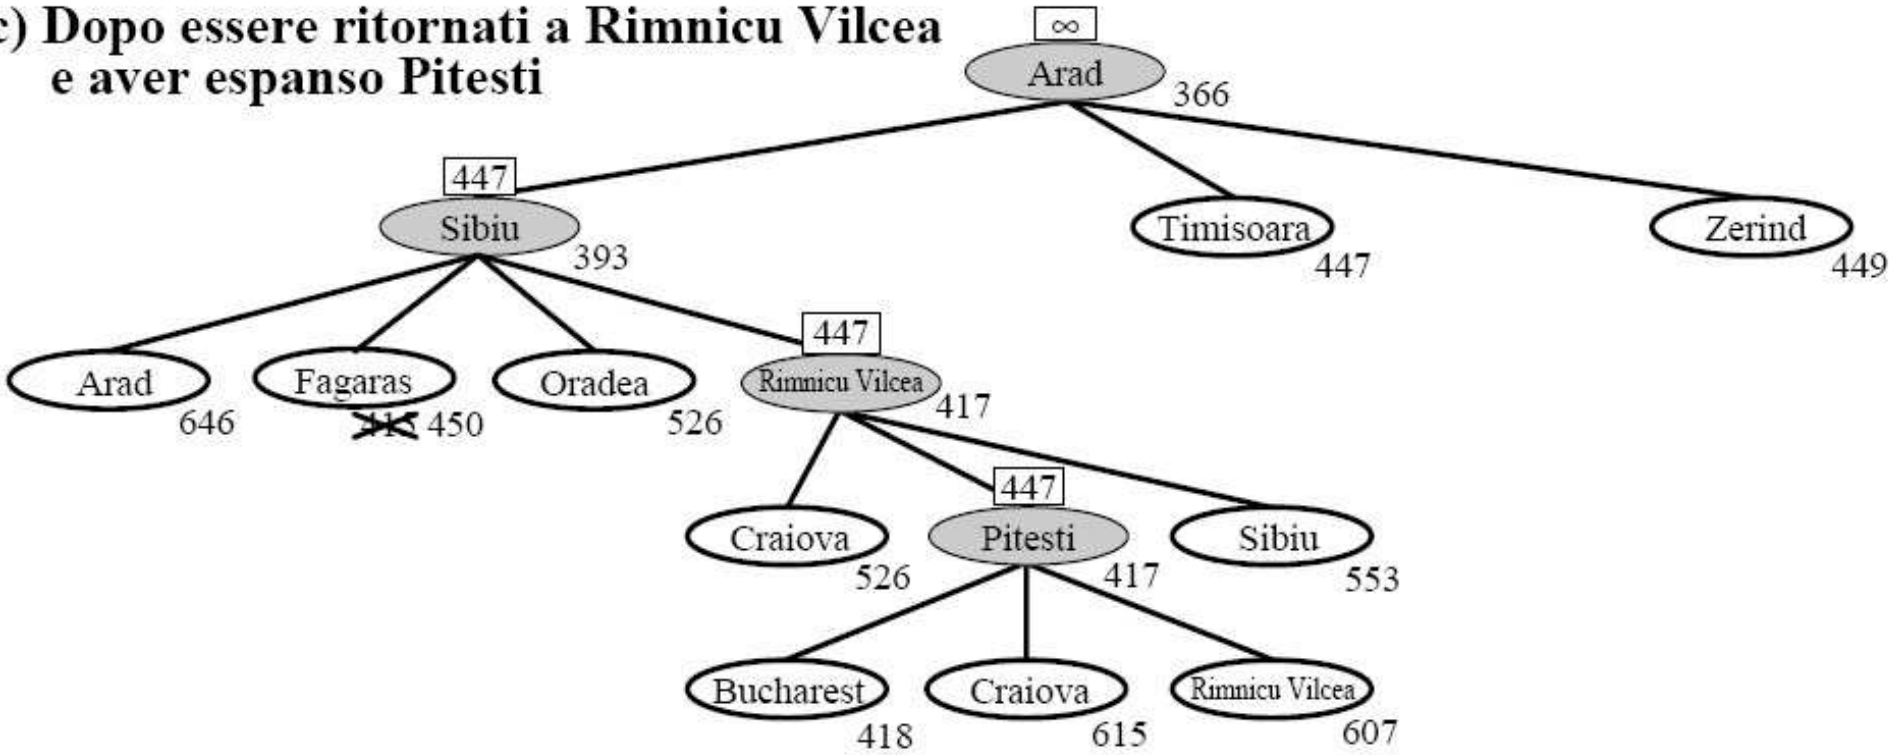 c) Dopo essere ritornati a Rimnicu Vilcea
e aver espanso Pitesti
∞
Arad
366
447
Sibiu
393
Timisoara
447
Zerind
449
Arad
646
Fagaras
415 450
Oradea
526
447
Rimnicu Vilcea
417
Craiova
526
447
Pitesti
417
Sibiu
553
Bucharest
418
Craiova
615
Rimnicu Vilcea
607